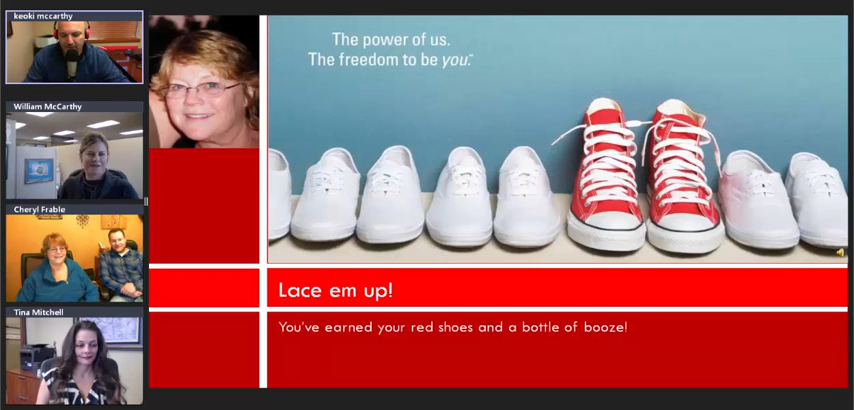 keoki mccarthy
William McCarthy
Cheryl Frable
Tina Mitchell
The power of us.
The freedom to be you.℠
Lace em up!
You've earned your red shoes and a bottle of booze!